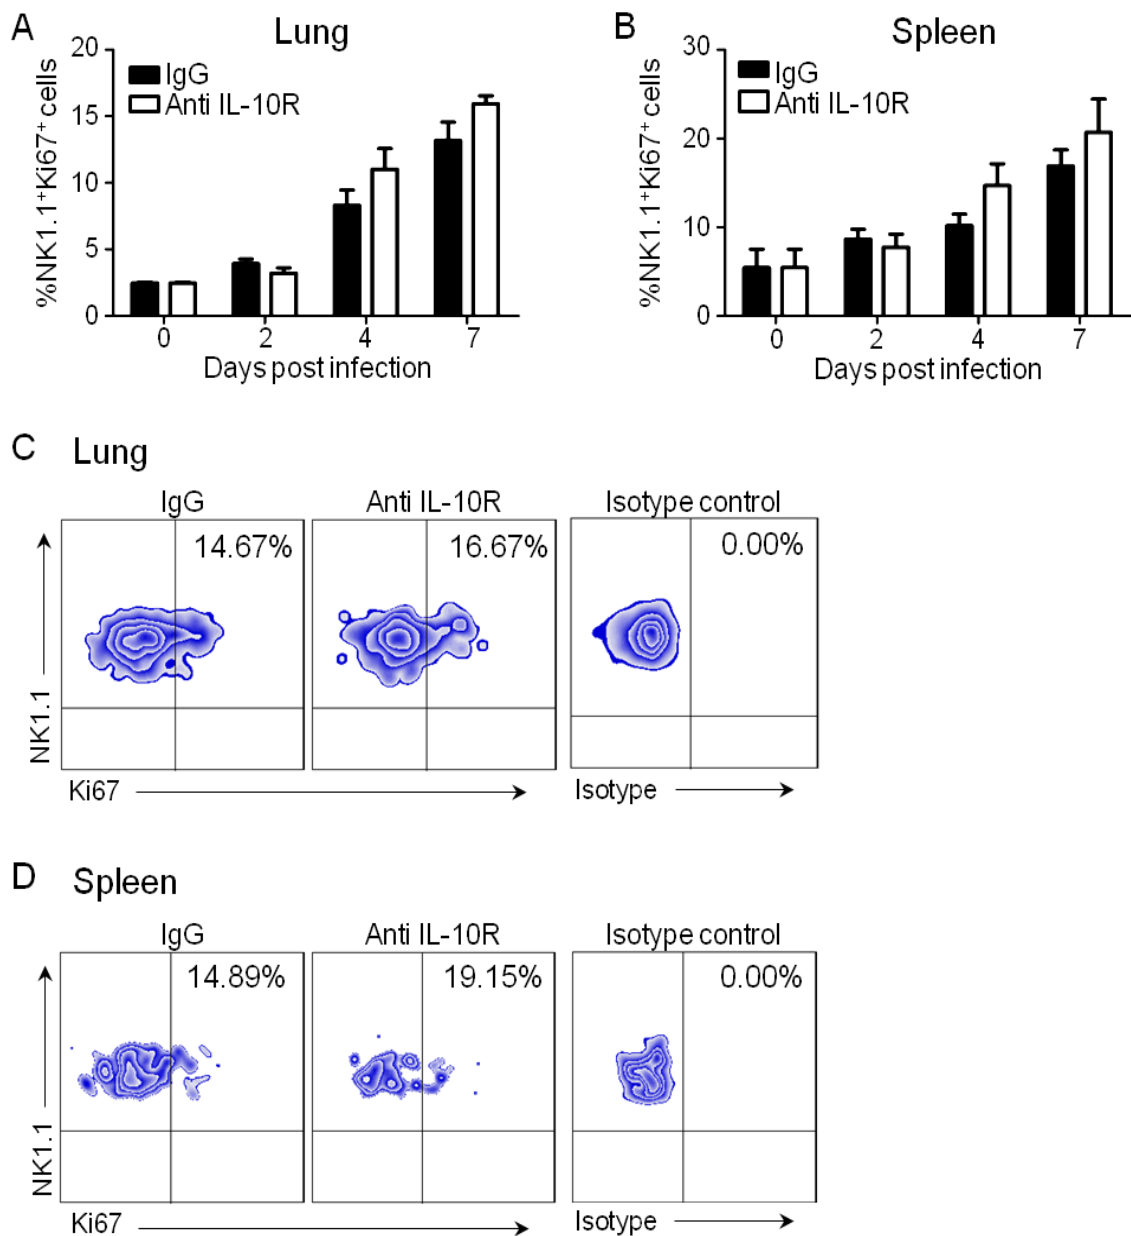 A Lung
20
15
10
5
0
%NK1.1⁺Ki67⁺ cells
IgG
Anti IL-10R
0 2 4 7
Days post infection
B Spleen
30
20
10
0
%NK1.1⁺Ki67⁺ cells
IgG
Anti IL-10R
0 2 4 7
Days post infection
C Lung
IgG Anti IL-10R Isotype control
14.67% 16.67% 0.00%
NK1.1
Ki67 Isotype
D Spleen
IgG Anti IL-10R Isotype control
14.89% 19.15% 0.00%
NK1.1
Ki67 Isotype